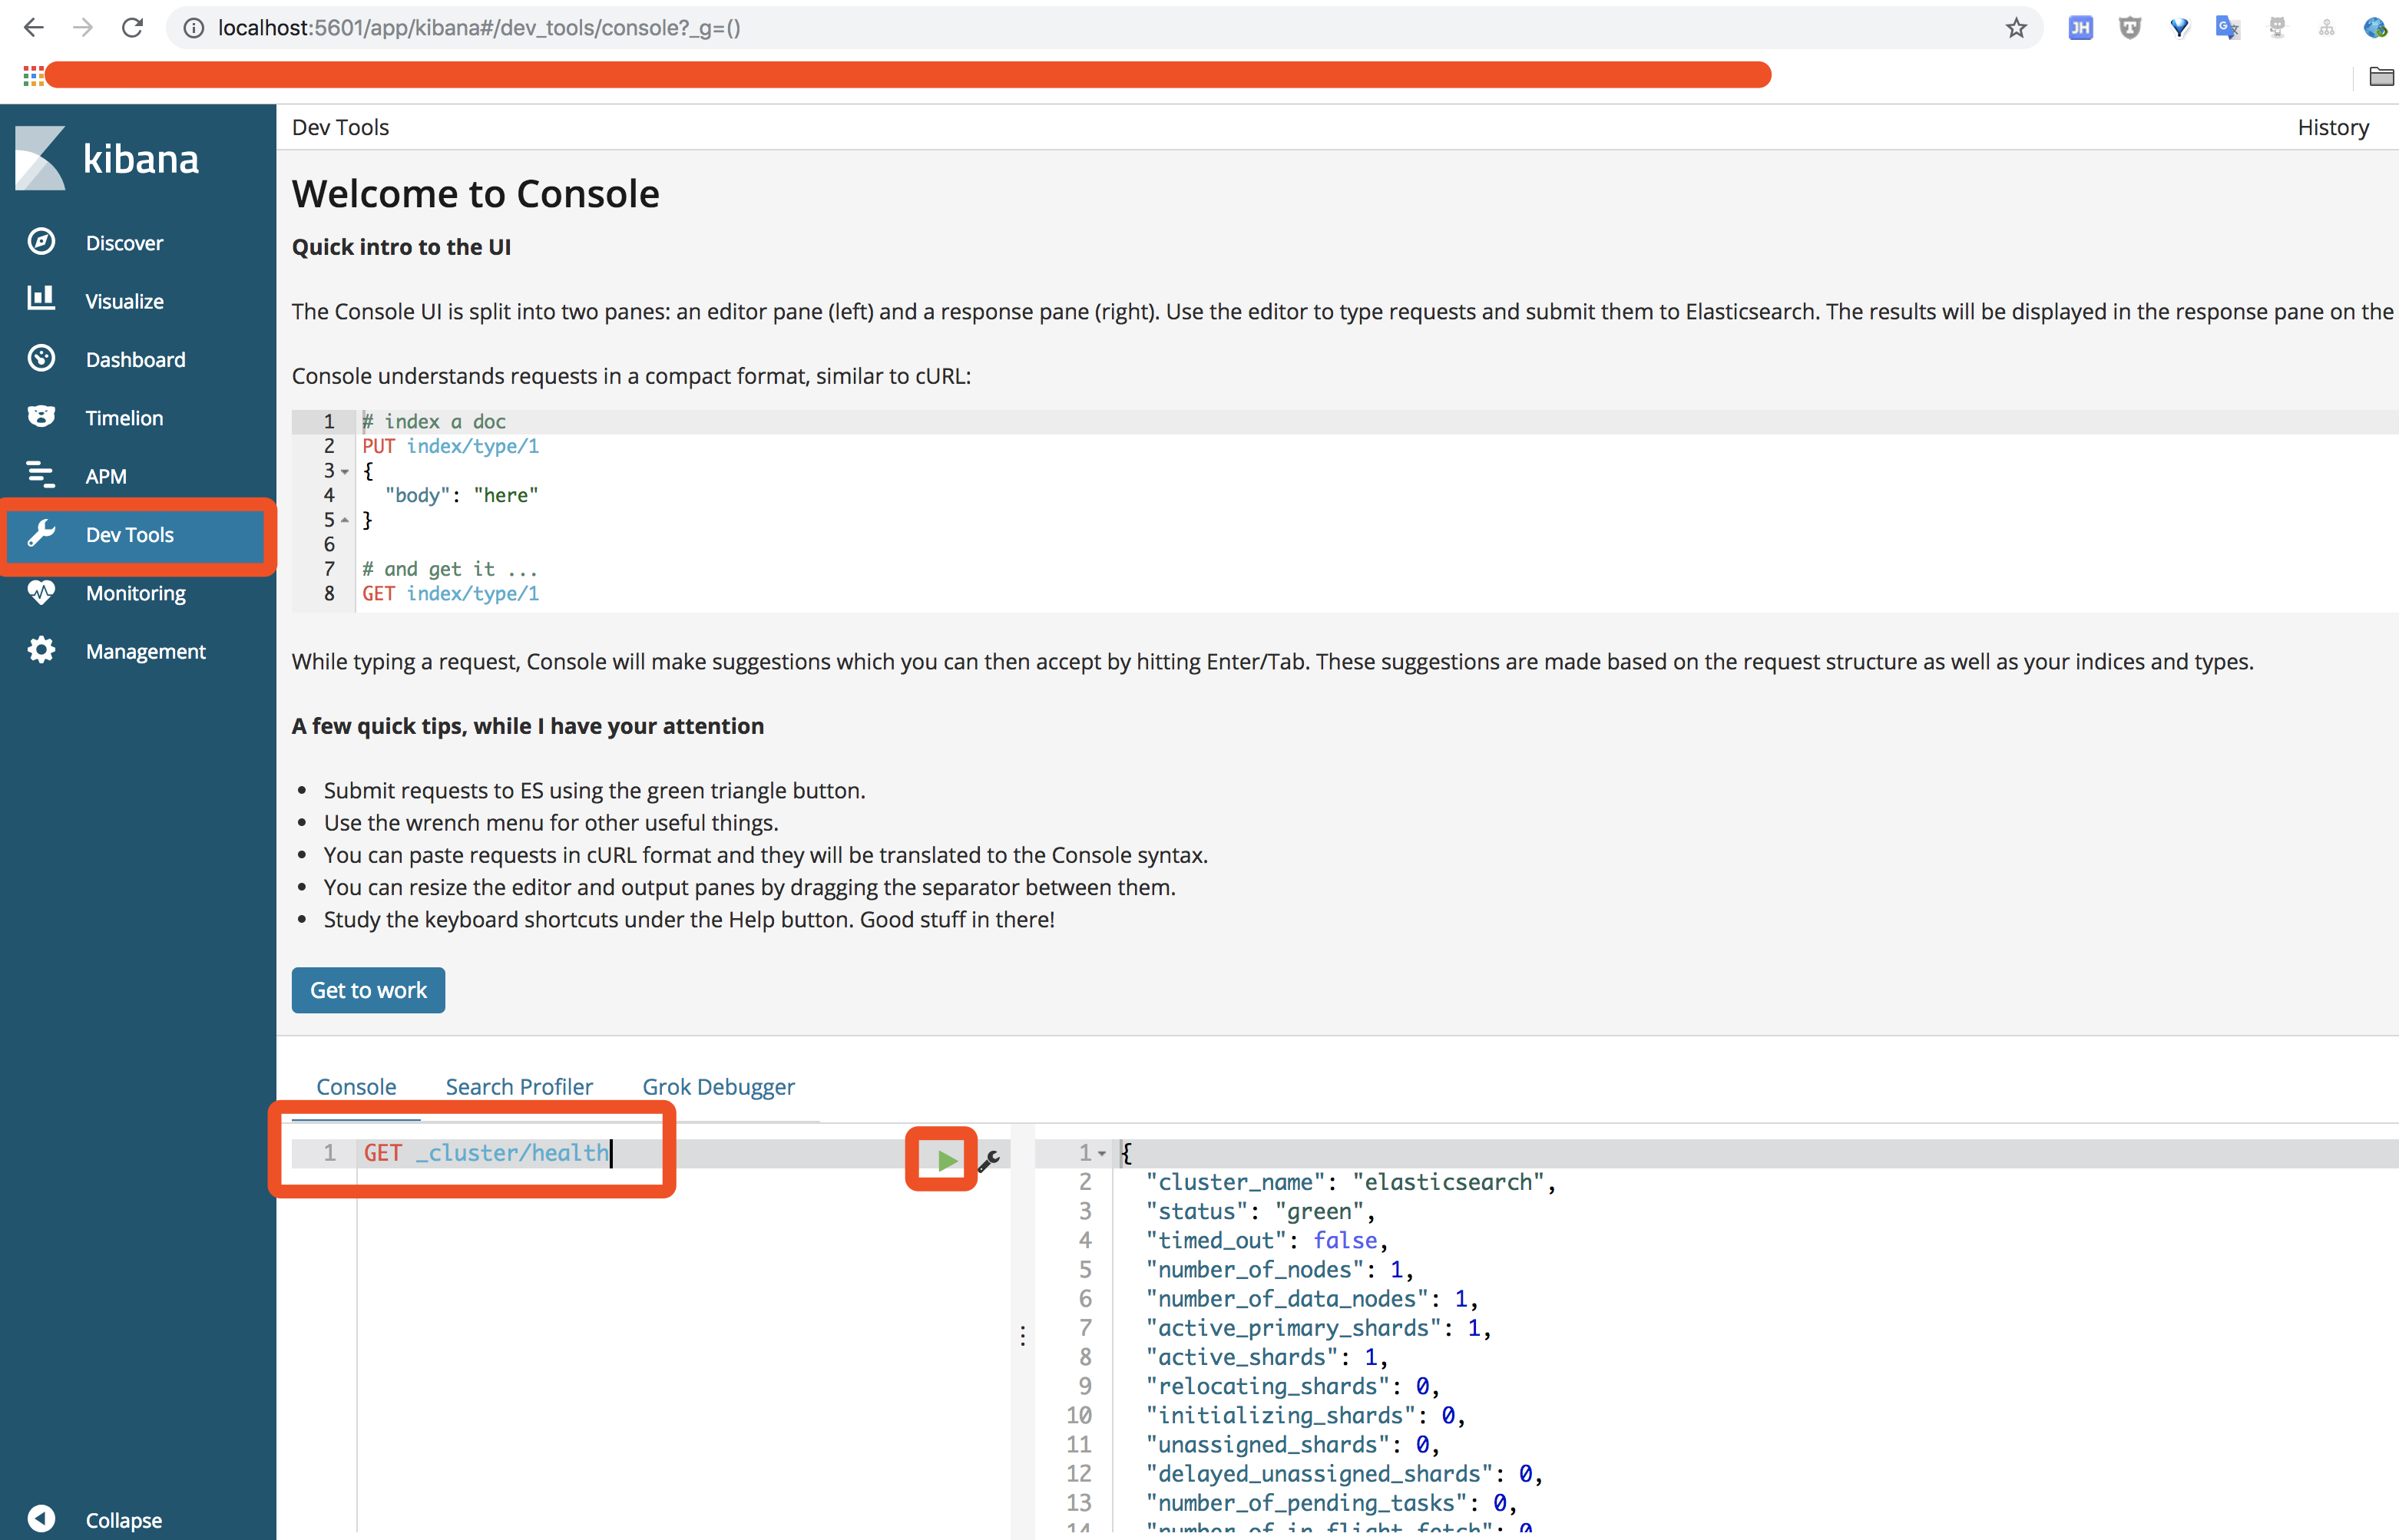 localhost:5601/app/kibana#/dev_tools/console?_g=()
JH
kibana
Discover
Visualize
Dashboard
Timelion
APM
Dev Tools
Monitoring
Management
Collapse
Dev Tools
History
Welcome to Console
Quick intro to the UI
The Console UI is split into two panes: an editor pane (left) and a response pane (right). Use the editor to type requests and submit them to Elasticsearch. The results will be displayed in the response pane on the
Console understands requests in a compact format, similar to cURL:
1 # index a doc
2 PUT index/type/1
3 {
4 "body": "here"
5 }
6
7 # and get it ...
8 GET index/type/1
While typing a request, Console will make suggestions which you can then accept by hitting Enter/Tab. These suggestions are made based on the request structure as well as your indices and types.
A few quick tips, while I have your attention
• Submit requests to ES using the green triangle button.
• Use the wrench menu for other useful things.
• You can paste requests in cURL format and they will be translated to the Console syntax.
• You can resize the editor and output panes by dragging the separator between them.
• Study the keyboard shortcuts under the Help button. Good stuff in there!
Get to work
Console Search Profiler Grok Debugger
1 GET _cluster/health
1 {
2 "cluster_name": "elasticsearch",
3 "status": "green",
4 "timed_out": false,
5 "number_of_nodes": 1,
6 "number_of_data_nodes": 1,
7 "active_primary_shards": 1,
8 "active_shards": 1,
9 "relocating_shards": 0,
10 "initializing_shards": 0,
11 "unassigned_shards": 0,
12 "delayed_unassigned_shards": 0,
13 "number_of_pending_tasks": 0,
14 "number_of_in_flight_fetch": 0